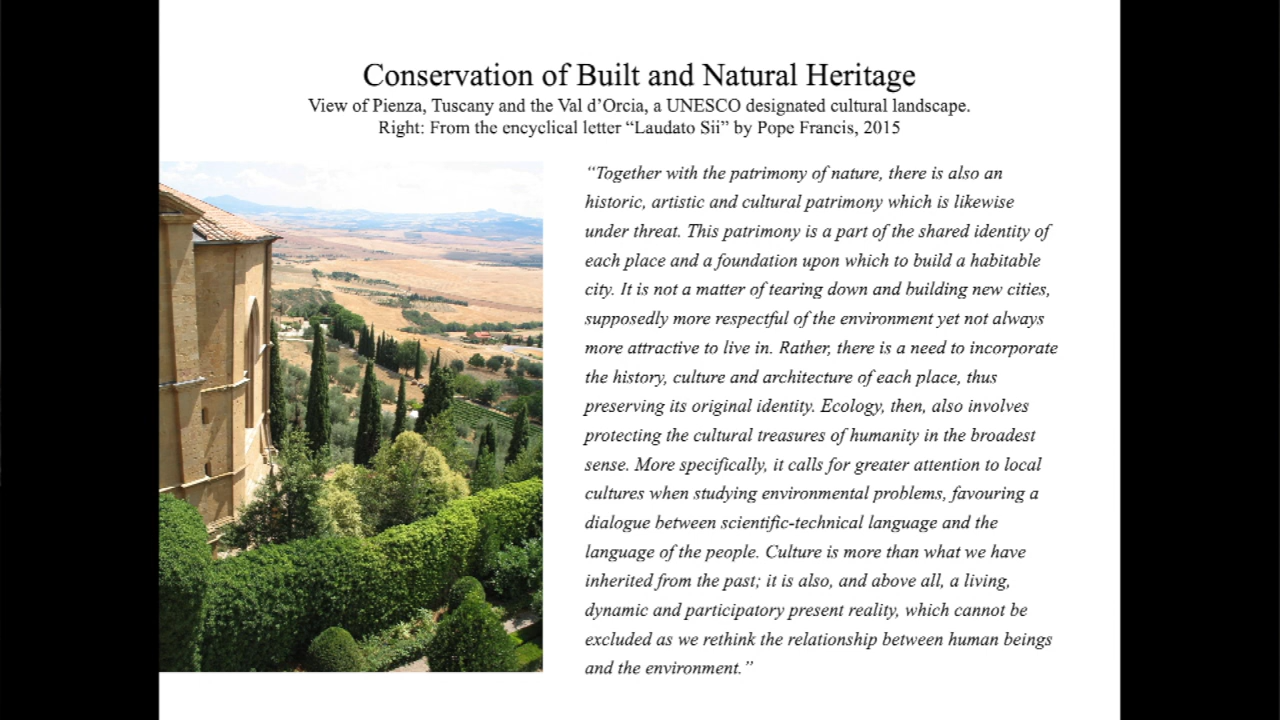 Conservation of Built and Natural Heritage
View of Pienza, Tuscany and the Val d’Orcia, a UNESCO designated cultural landscape.
Right: From the encyclical letter “Laudato Sii” by Pope Francis, 2015
“Together with the patrimony of nature, there is also an
historic, artistic and cultural patrimony which is likewise
under threat. This patrimony is a part of the shared identity of
each place and a foundation upon which to build a habitable
city. It is not a matter of tearing down and building new cities,
supposedly more respectful of the environment yet not always
more attractive to live in. Rather, there is a need to incorporate
the history, culture and architecture of each place, thus
preserving its original identity. Ecology, then, also involves
protecting the cultural treasures of humanity in the broadest
sense. More specifically, it calls for greater attention to local
cultures when studying environmental problems, favouring a
dialogue between scientific-technical language and the
language of the people. Culture is more than what we have
inherited from the past; it is also, and above all, a living,
dynamic and participatory present reality, which cannot be
excluded as we rethink the relationship between human beings
and the environment.”